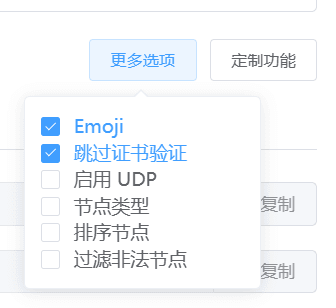 更多选项 定制功能
Emoji
跳过证书验证
启用 UDP
节点类型
复制
排序节点
过滤非法节点
复制